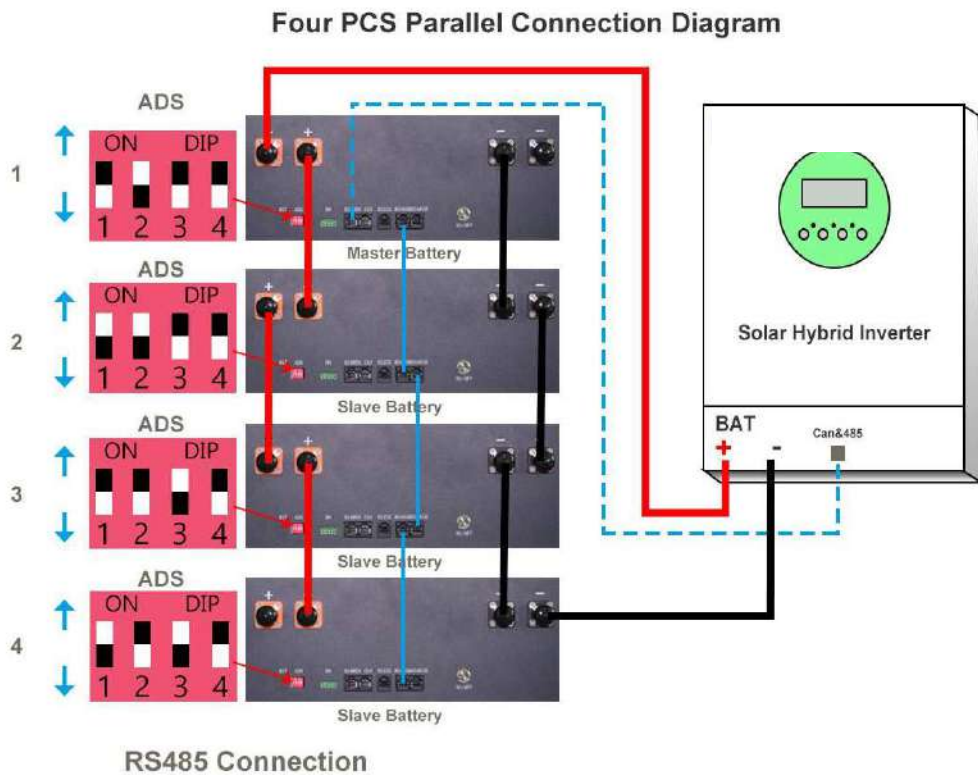 Four PCS Parallel Connection Diagram
ADS
1
ON DIP
1 2 3 4
+
-
-
Master Battery
ADS
2
ON DIP
1 2 3 4
+
+
-
-
Slave Battery
ADS
3
ON DIP
1 2 3 4
+
-
Slave Battery
ADS
4
ON DIP
1 2 3 4
+
-
-
Slave Battery
Solar Hybrid Inverter
BAT
+ -
Can&485
RS485 Connection